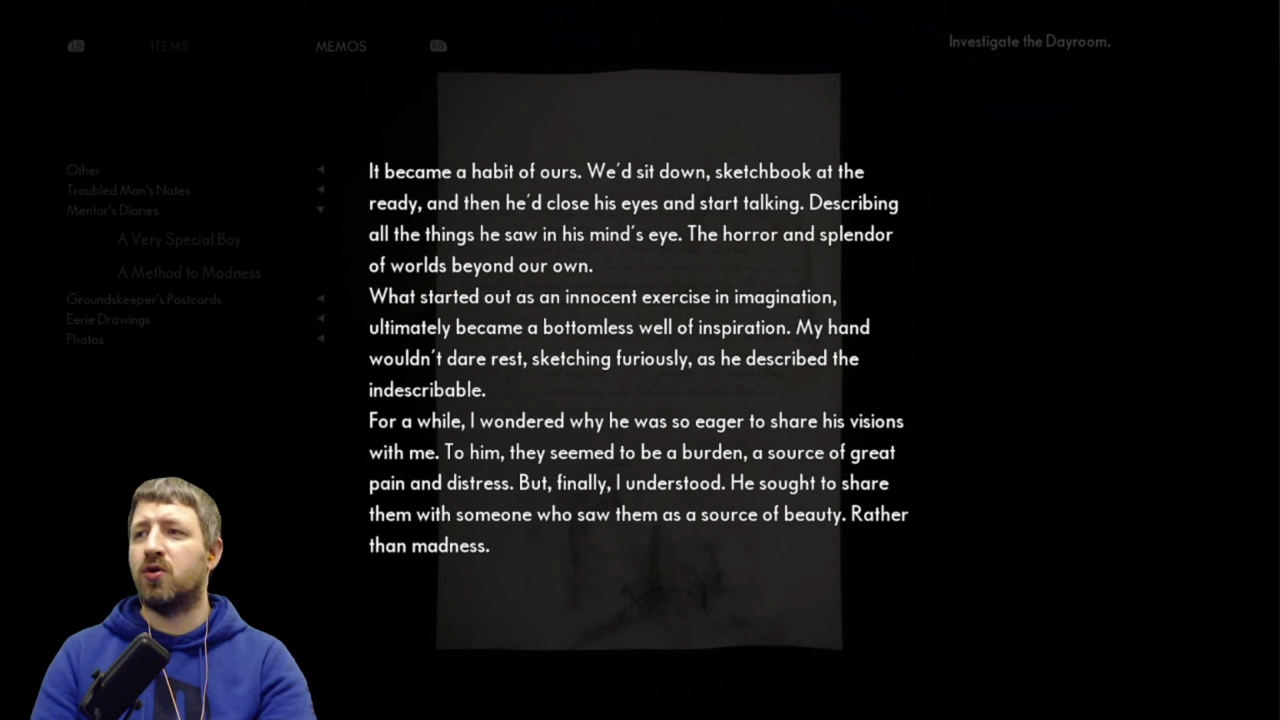 LB
ITEMS
MEMOS
RB
Investigate the Dayroom.
Other
Troubled Man's Notes
Mentor's Diaries
A Very Special Boy
A Method to Madness
Groundskeeper's Postcards
Eerie Drawings
Photos
It became a habit of ours. We'd sit down, sketchbook at the
ready, and then he'd close his eyes and start talking. Describing
all the things he saw in his mind's eye. The horror and splendor
of worlds beyond our own.
What started out as an innocent exercise in imagination,
ultimately became a bottomless well of inspiration. My hand
wouldn't dare rest, sketching furiously, as he described the
indescribable.
For a while, I wondered why he was so eager to share his visions
with me. To him, they seemed to be a burden, a source of great
pain and distress. But, finally, I understood. He sought to share
them with someone who saw them as a source of beauty. Rather
than madness.